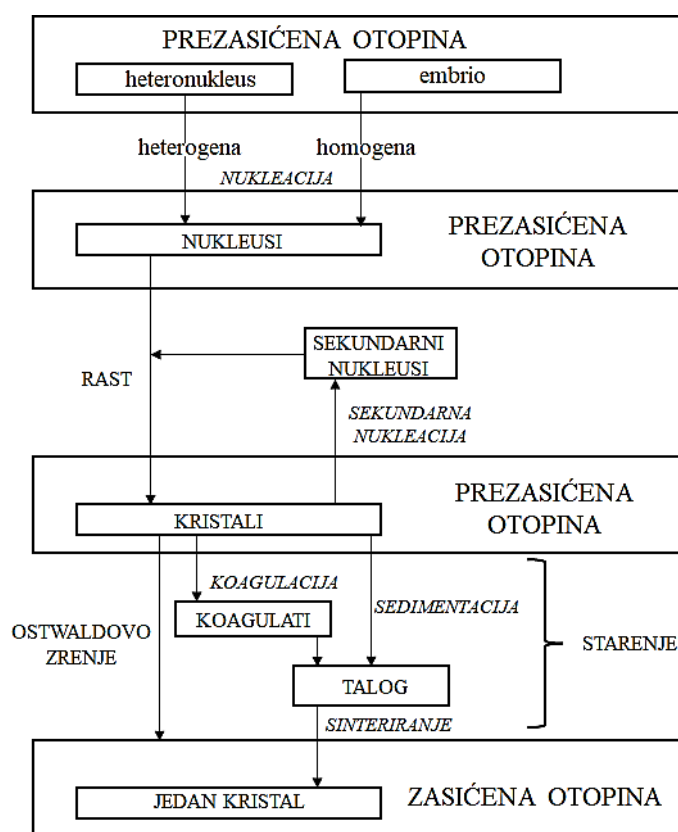 PREZASIĆENA OTOPINA
heteronukleus
embrio
heterogena
homogena
NUKLEACIJA
NUKLEUSI
PREZASIĆENA
OTOPINA
SEKUNDARNI
NUKLEUSI
RAST
SEKUNDARNA
NUKLEACIJA
KRISTALI
PREZASIĆENA
OTOPINA
KOAGULACIJA
KOAGULATI
SEDIMENTACIJA
OSTWALDOVO
ZRENJE
STARENJE
TALOG
SINTERIRANJE
JEDAN KRISTAL
ZASIĆENA OTOPINA